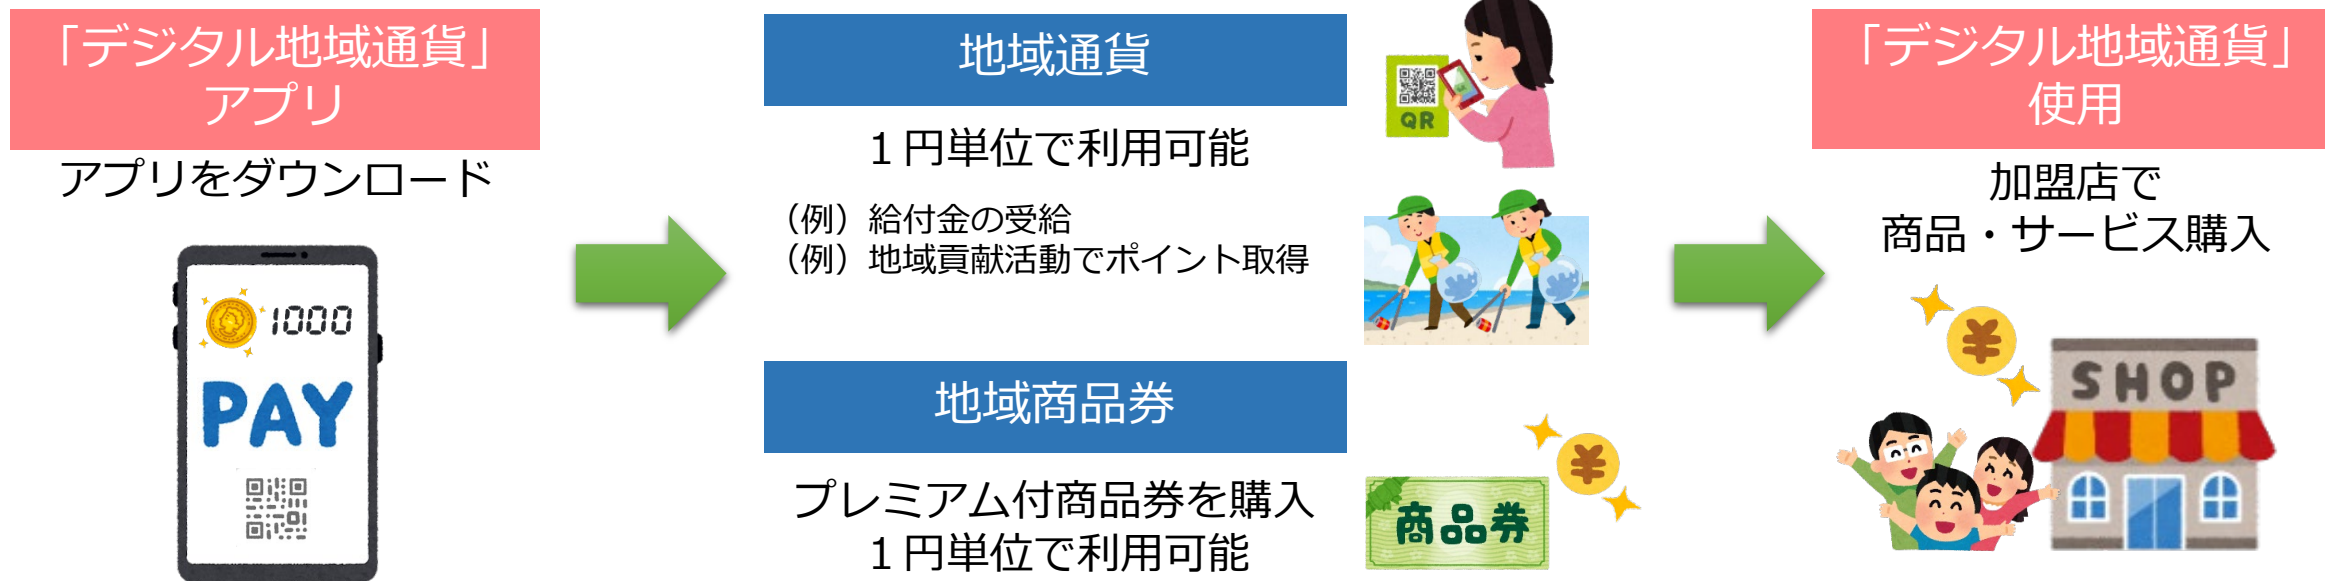 「デジタル地域通貨」
アプリ
アプリをダウンロード
1000
PAY
地域通貨
１円単位で利用可能
（例）給付金の受給
（例）地域貢献活動でポイント取得
QR
地域商品券
プレミアム付商品券を購入
１円単位で利用可能
商品券
「デジタル地域通貨」
使用
加盟店で
商品・サービス購入
¥
¥
SHOP